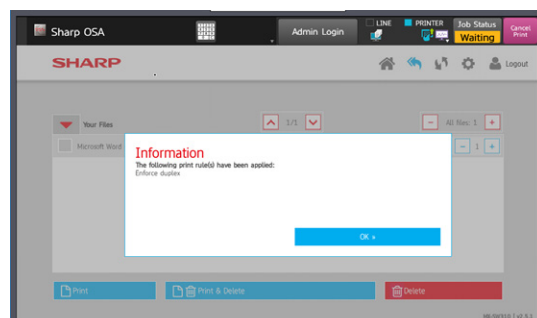 Sharp OSA
Admin Login
LINE
PRINTER
Job Status
Waiting
Cancel
Print
SHARP
Logout
Your Files
1/1
All files: 1
Microsoft Word
1
Information
The following print rule(s) have been applied:
Enforce duplex
OK »
Print
Print & Delete
Delete